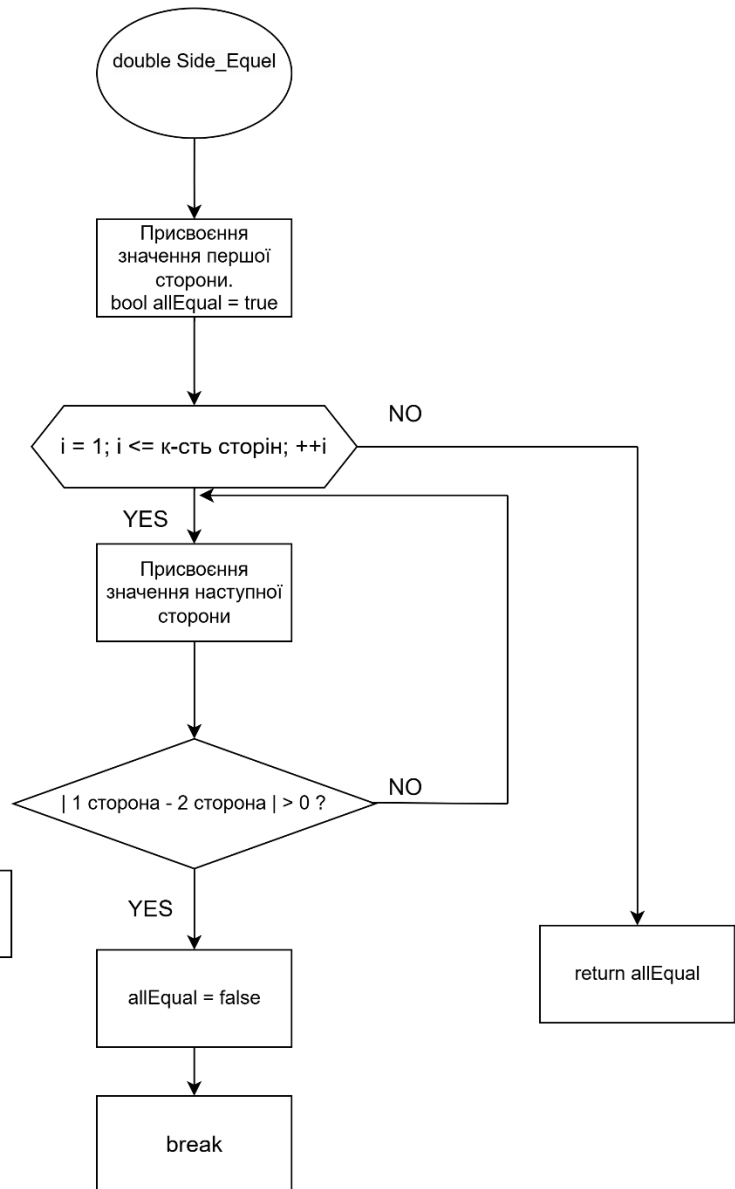 double Side_Equel
Присвоєння
значення першої
сторони.
bool allEqual = true
i = 1; i <= к-сть сторін; ++i
NO
YES
Присвоєння
значення наступної
сторони
| 1 сторона - 2 сторона | > 0 ?
NO
YES
allEqual = false
return allEqual
break